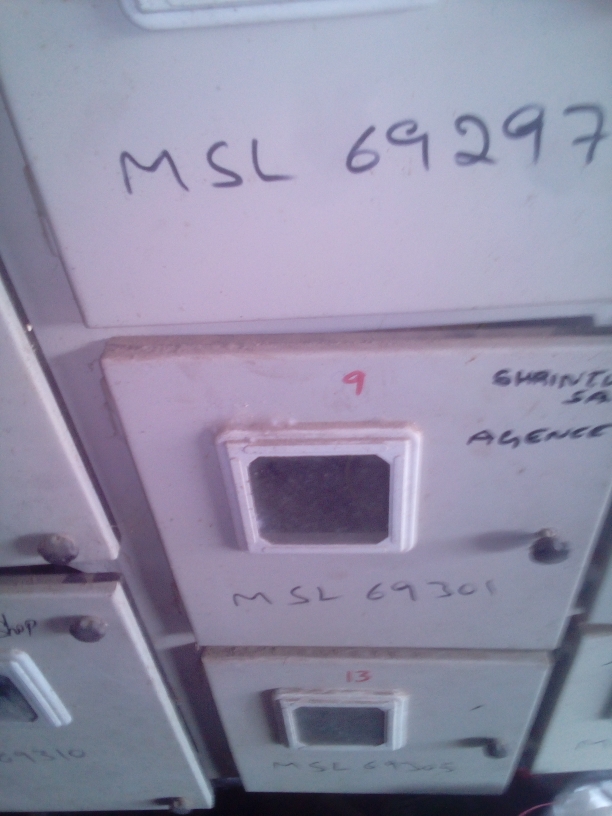 MSL 69297
9
AGENCE
MSL 69301
Shop
69310
13
MSL 69305